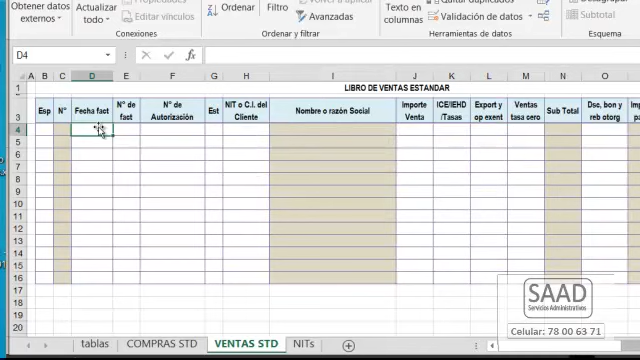 Obtener datos externos
Actualizar todo
Editar vínculos
Conexiones
Ordenar
Filtro
Volver a aplicar
Avanzadas
Ordenar y filtrar
Texto en columnas
Quitar duplicados
Validación de datos
Herramientas de datos
Desagrupar
Subtotal
Esquema
D4
fx
A B C D E F G H I J K L M N O
1 LIBRO DE VENTAS ESTANDAR
3 Esp N° Fecha fact N° de fact N° de Autorización Est NIT o C.I. del Cliente Nombre o razón Social Importe Venta ICE/IEHD /Tasas Export y op exent Ventas tasa cero Sub Total Dsc, bon y reb otorg
4
5
6
7
8
9
10
11
12
13
14
15
16
17
18
19
20
SAAD
Servicios Administrativos
Celular: 78 00 63 71
tablas COMPRAS STD VENTAS STD NITs